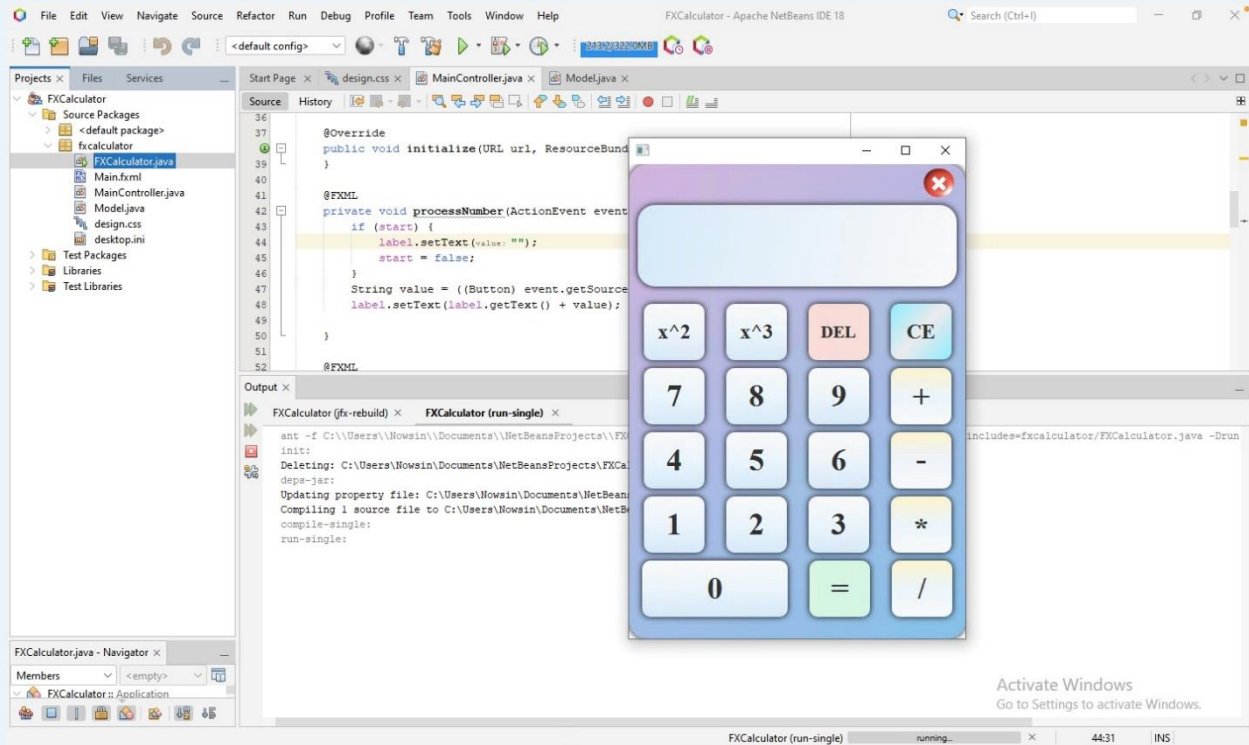 File Edit View Navigate Source Refactor Run Debug Profile Team Tools Window Help
FXCalculator - Apache NetBeans IDE 18
Search (Ctrl+I)
<default config>
243.2/322.0MB
Projects
Files
Services
FXCalculator
Source Packages
<default package>
fxcalculator
FXCalculator.java
Main.fxml
MainController.java
Model.java
design.css
desktop.ini
Test Packages
Libraries
Test Libraries
Start Page
design.css
MainController.java
Model.java
Source History
36
37 @Override
public void initialize(URL url, ResourceBund
39 }
40
41 @FXML
42 private void processNumber(ActionEvent event
43 if (start) {
44 label.setText(value: "");
45 start = false;
46 }
47 String value = ((Button) event.getSource
48 label.setText(label.getText() + value);
49
50 }
51
52 @FXML
Output
FXCalculator (jfx-rebuild)
FXCalculator (run-single)
ant -f C:\\Users\\Nowsin\\Documents\\NetBeansProjects\\FX
includes=fxcalculator/FXCalculator.java -Drun
init:
Deleting: C:\Users\Nowsin\Documents\NetBeansProjects\FXCa
deps-jar:
Updating property file: C:\Users\Nowsin\Documents\NetBean
Compiling 1 source file to C:\Users\Nowsin\Documents\NetB
compile-single:
run-single:
x^2 x^3 DEL CE
7 8 9 +
4 5 6 -
1 2 3 *
0 = /
FXCalculator.java - Navigator
Members
<empty>
FXCalculator :: Application
Activate Windows
Go to Settings to activate Windows.
FXCalculator (run-single)
running...
44:31
INS